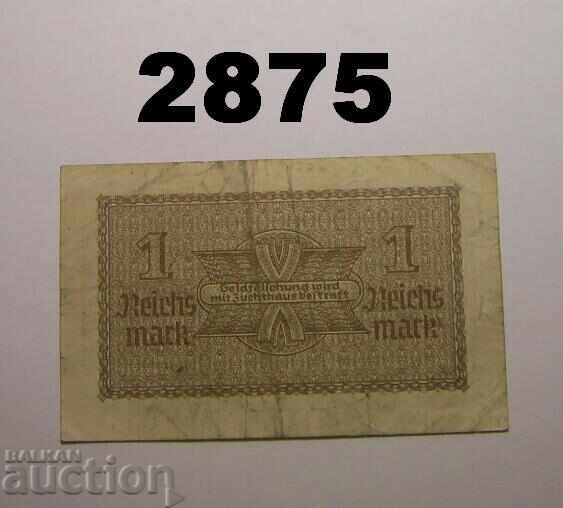 2875
1 Reichs mark
Geldfälschung wird
mit Zuchthaus bestraft
1 Reichs mark
BALKAN
auction